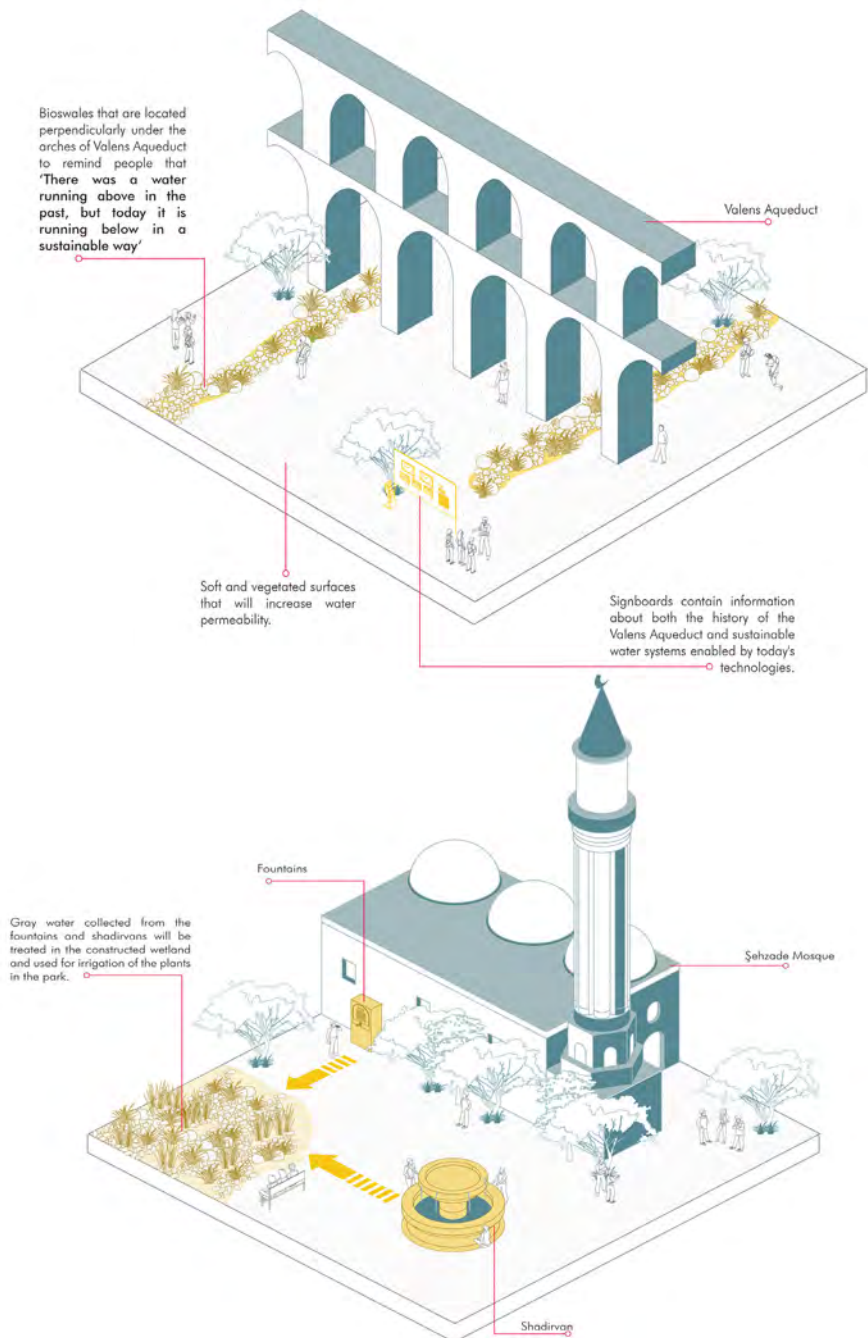 Bioswales that are located
perpendicularly under the
arches of Valens Aqueduct
to remind people that
‘There was a water
running above in the
past, but today it is
running below in a
sustainable way’
Valens Aqueduct
Soft and vegetated surfaces
that will increase water
permeability.
Signboards contain information
about both the history of the
Valens Aqueduct and sustainable
water systems enabled by today's
technologies.
Fountains
Gray water collected from the
fountains and shadirvans will be
treated in the constructed wetland
and used for irrigation of the plants
in the park.
Şehzade Mosque
Shadirvan